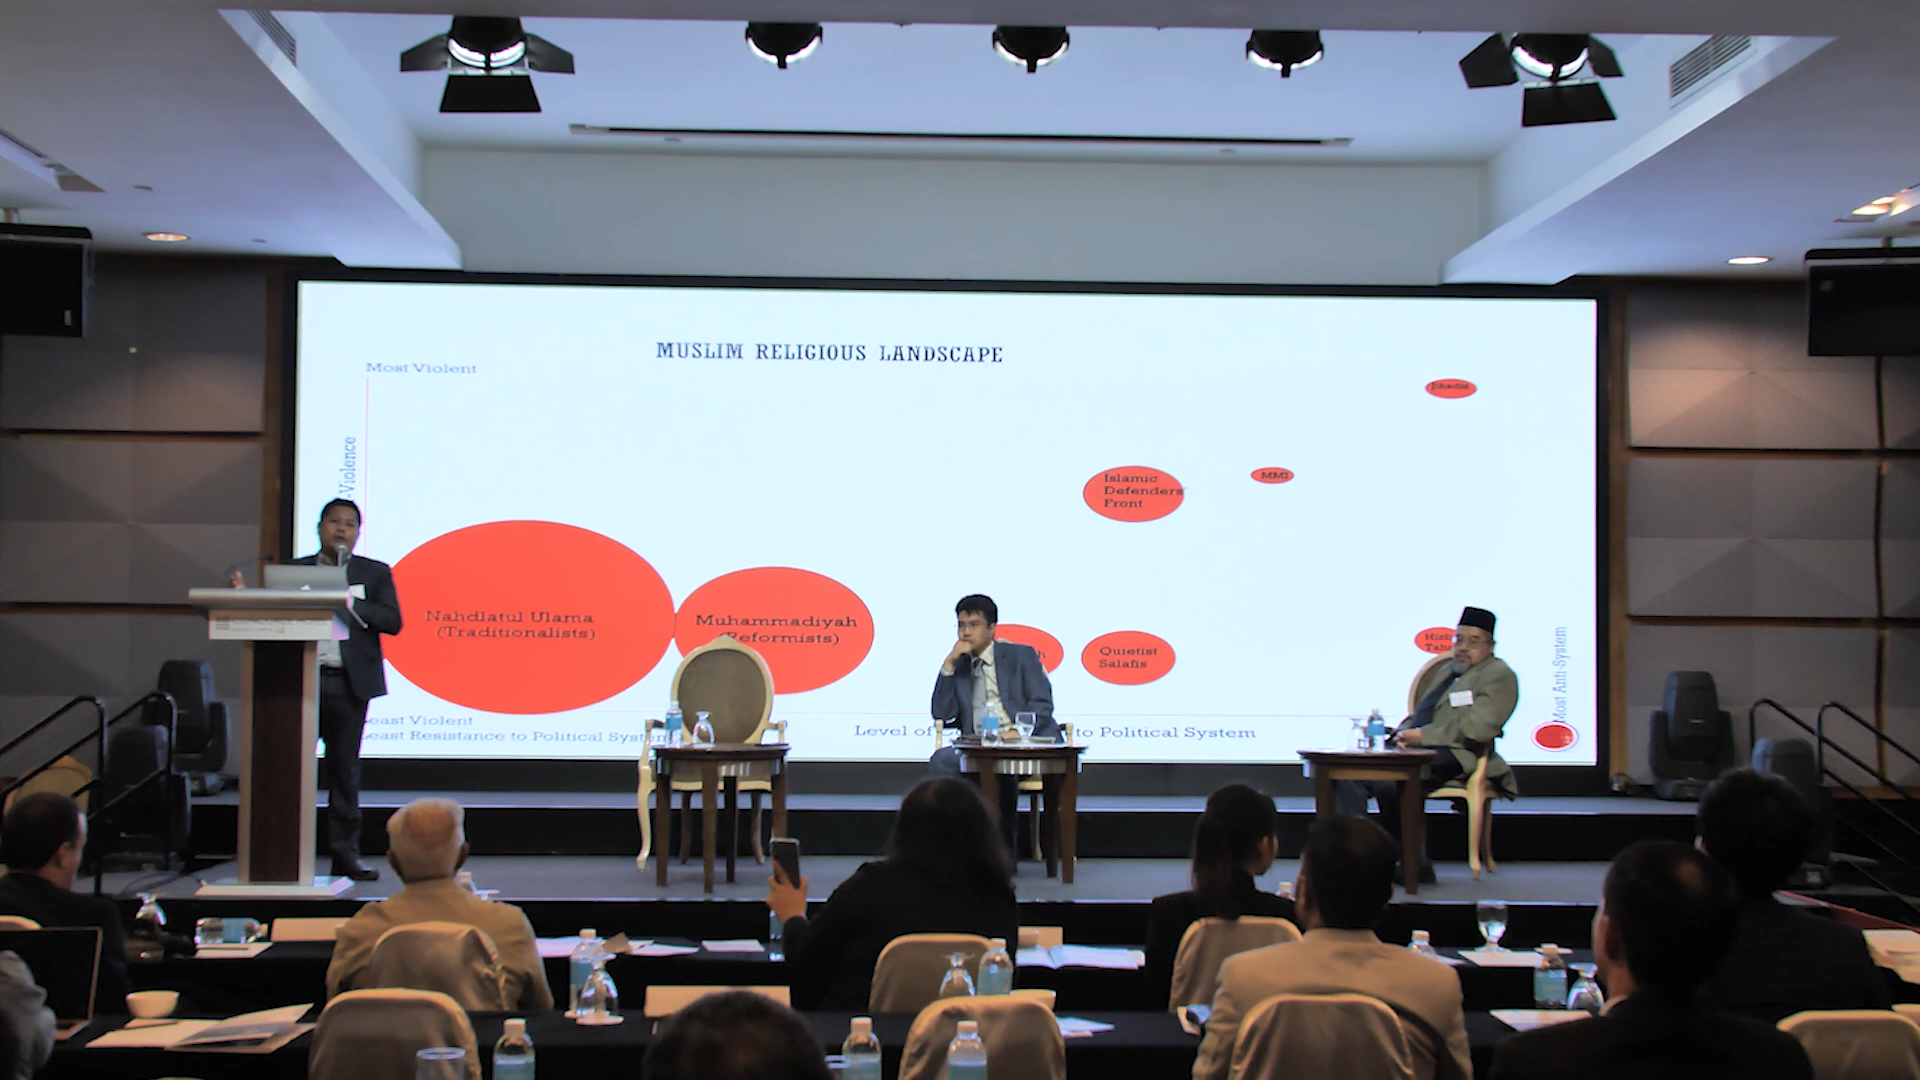 MUSLIM RELIGIOUS LANDSCAPE
Most Violent
Violence
Jihadis
Islamic
Defenders
Front
MMI
Nahdlatul Ulama
(Traditionalists)
Muhammadiyah
(Reformists)
Quietist
Salafis
Most Anti-System
Least Violent
Least Resistance to Political System
Level of
to Political System